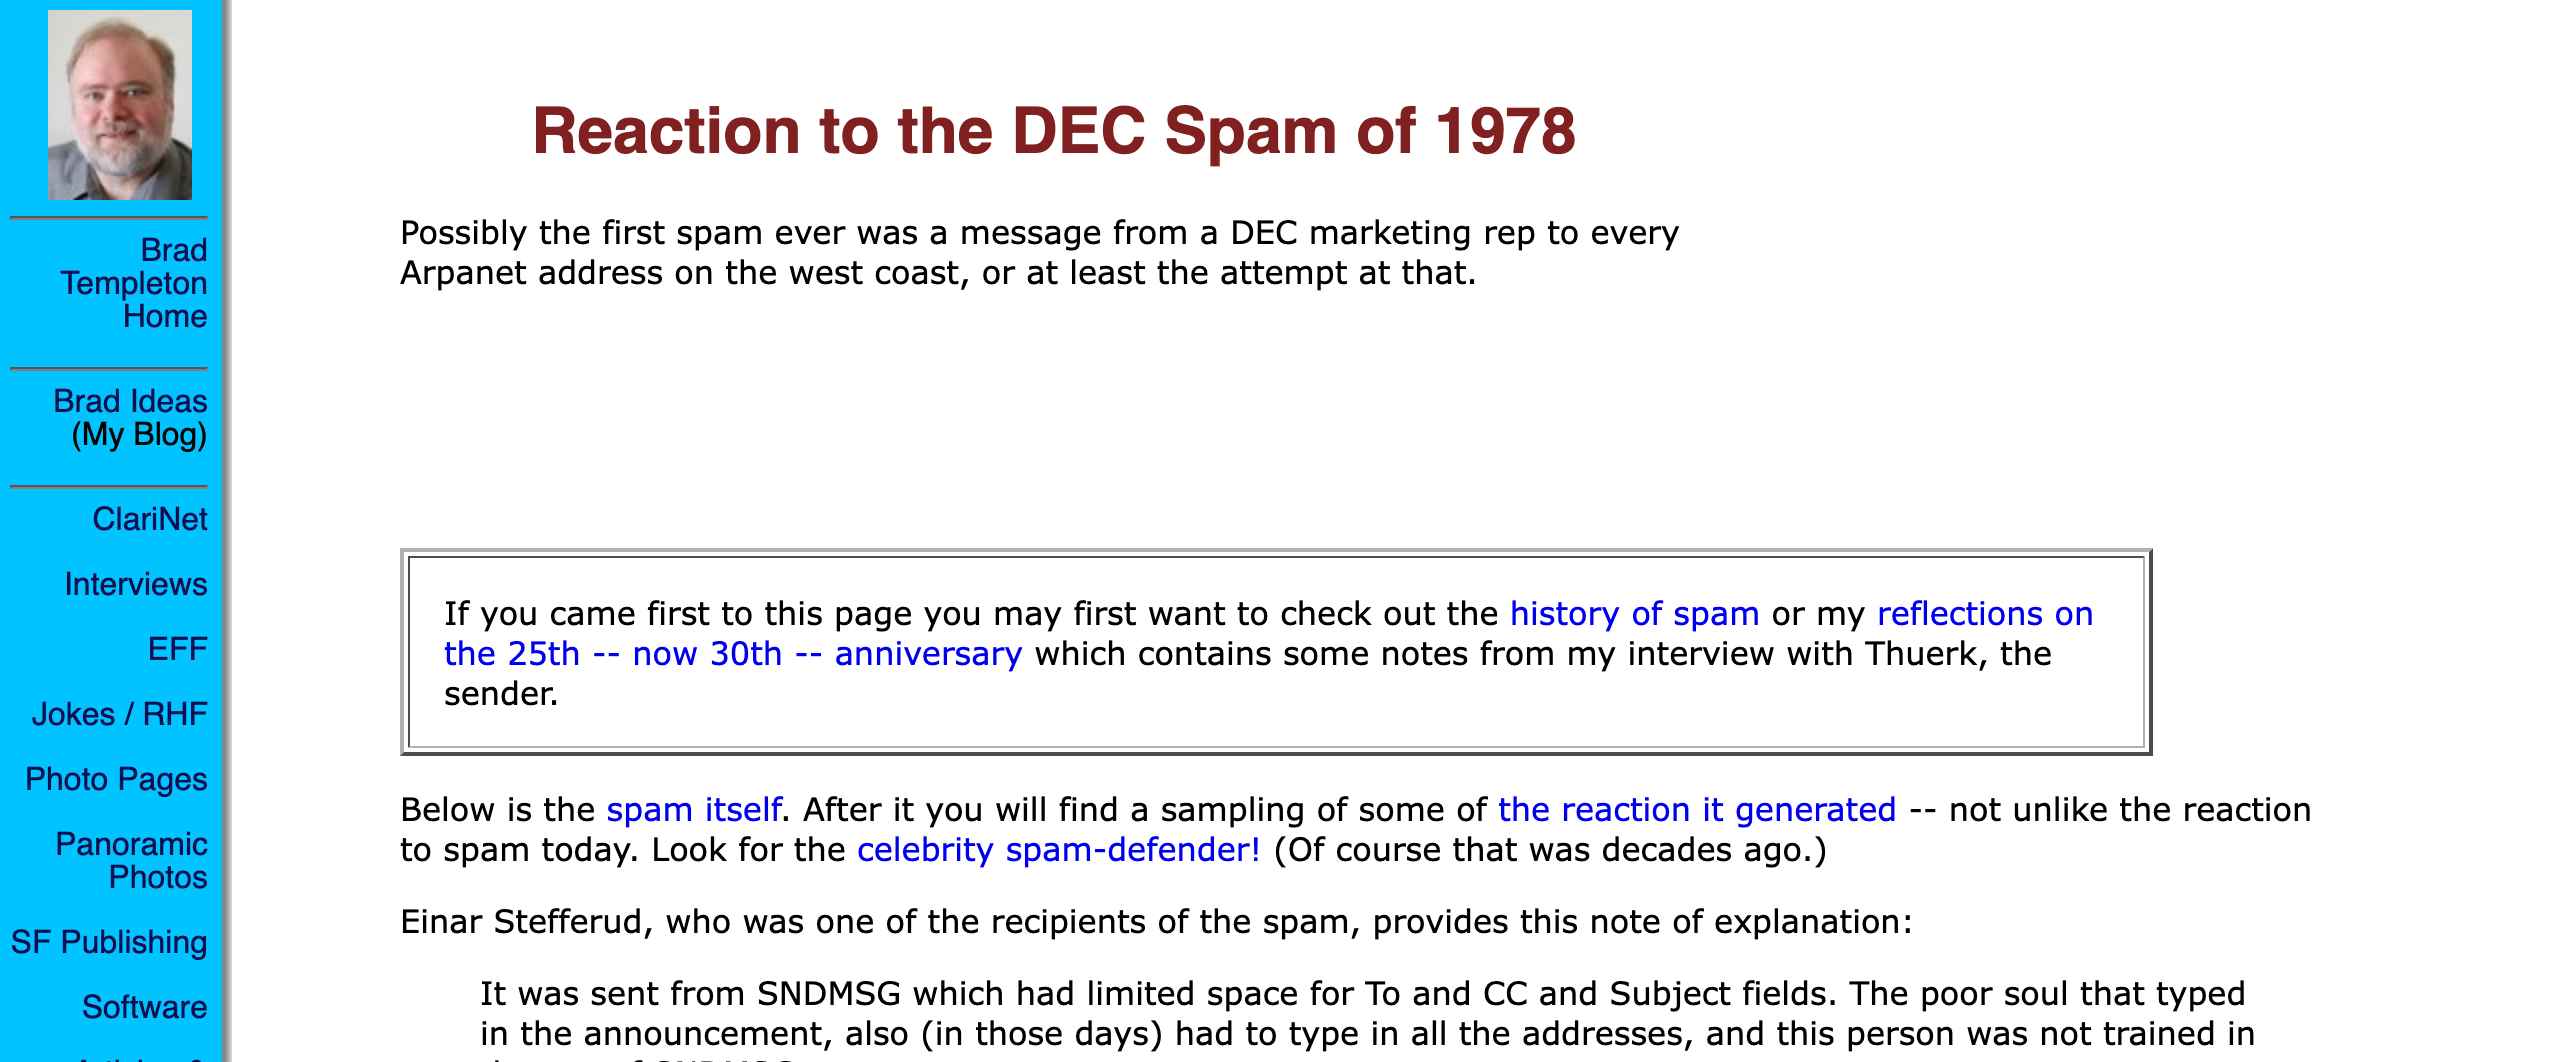 Brad
Templeton
Home
Brad Ideas
(My Blog)
ClariNet
Interviews
EFF
Jokes / RHF
Photo Pages
Panoramic
Photos
SF Publishing
Software
Reaction to the DEC Spam of 1978
Possibly the first spam ever was a message from a DEC marketing rep to every
Arpanet address on the west coast, or at least the attempt at that.
If you came first to this page you may first want to check out the history of spam or my reflections on
the 25th -- now 30th -- anniversary which contains some notes from my interview with Thuerk, the
sender.
Below is the spam itself. After it you will find a sampling of some of the reaction it generated -- not unlike the reaction
to spam today. Look for the celebrity spam-defender! (Of course that was decades ago.)
Einar Stefferud, who was one of the recipients of the spam, provides this note of explanation:
It was sent from SNDMSG which had limited space for To and CC and Subject fields. The poor soul that typed
in the announcement, also (in those days) had to type in all the addresses, and this person was not trained in